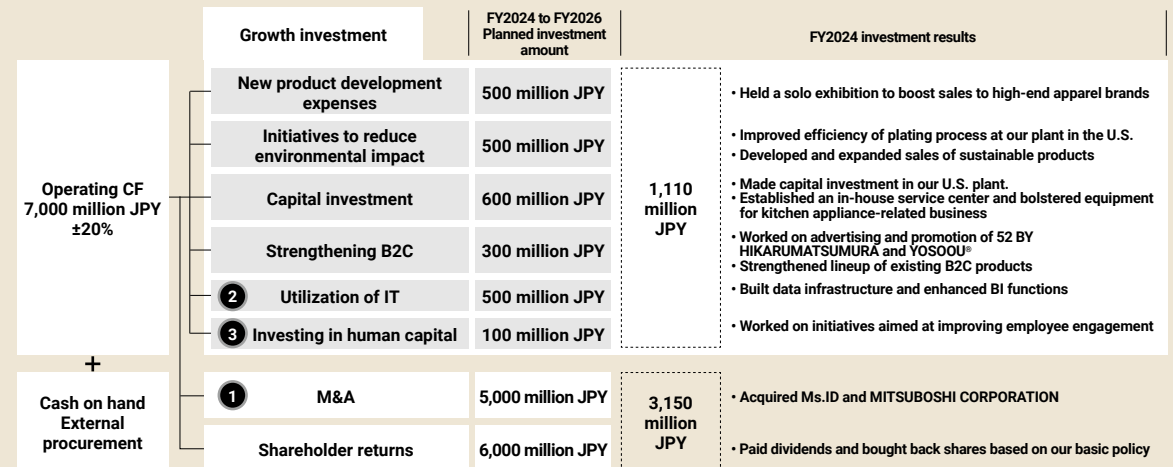 Growth investment
FY2024 to FY2026
Planned investment
amount
FY2024 investment results
Operating CF
7,000 million JPY
±20%
+
Cash on hand
External
procurement
New product development
expenses
500 million JPY
Initiatives to reduce
environmental impact
500 million JPY
Capital investment
600 million JPY
Strengthening B2C
300 million JPY
2 Utilization of IT
500 million JPY
3 Investing in human capital
100 million JPY
1,110
million
JPY
• Held a solo exhibition to boost sales to high-end apparel brands
• Improved efficiency of plating process at our plant in the U.S.
• Developed and expanded sales of sustainable products
• Made capital investment in our U.S. plant.
• Established an in-house service center and bolstered equipment
for kitchen appliance-related business
• Worked on advertising and promotion of 52 BY
HIKARUMATSUMURA and YOSOOU®
• Strengthened lineup of existing B2C products
• Built data infrastructure and enhanced BI functions
• Worked on initiatives aimed at improving employee engagement
1 M&A
5,000 million JPY
Shareholder returns
6,000 million JPY
3,150
million
JPY
• Acquired Ms.ID and MITSUBOSHI CORPORATION
• Paid dividends and bought back shares based on our basic policy